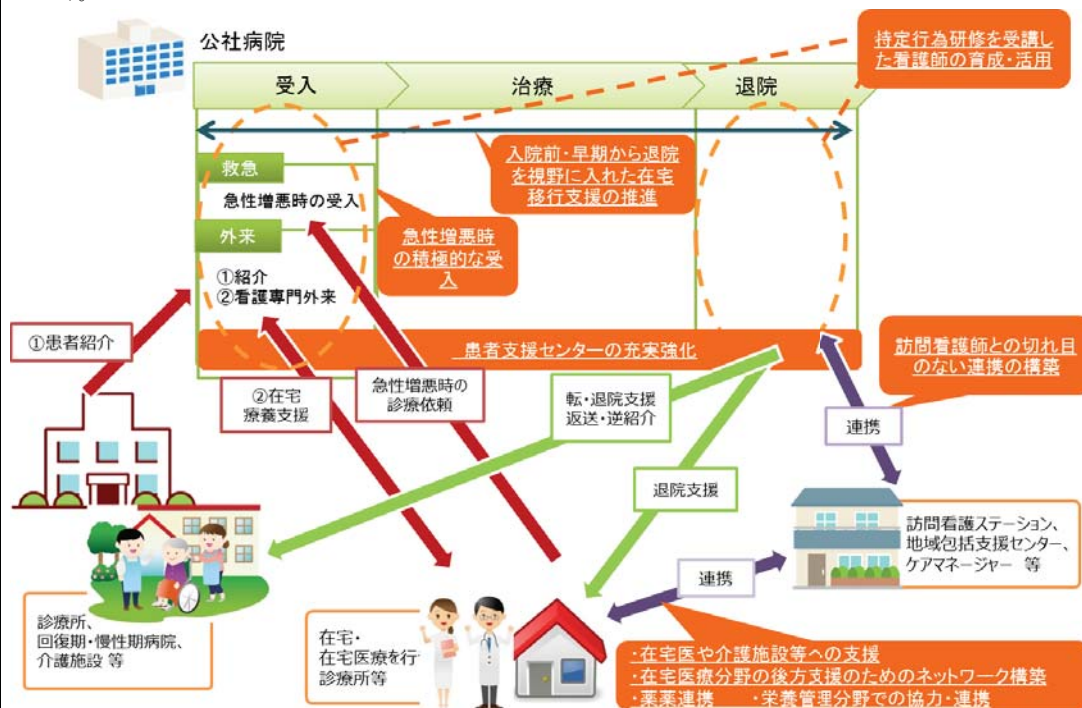 公社病院
受入
治療
退院
特定行為研修を受講し
た看護師の育成・活用
入院前・早期から退院
を視野に入れた在宅
移行支援の推進
救急
急性増悪時の受入
外来
①紹介
②看護専門外来
急性増悪時
の積極的な受
入
患者支援センターの充実強化
①患者紹介
②在宅
療養支援
急性増悪時の
診療依頼
転・退院支援
返送・逆紹介
退院支援
連携
訪問看護師との切れ目
のない連携の構築
訪問看護ステーション、
地域包括支援センター、
ケアマネージャー 等
連携
診療所、
回復期・慢性期病院、
介護施設 等
在宅・
在宅医療を行
診療所等
・在宅医や介護施設等への支援
・在宅医療分野の後方支援のためのネットワーク構築
・薬薬連携 ・栄養管理分野での協力・連携